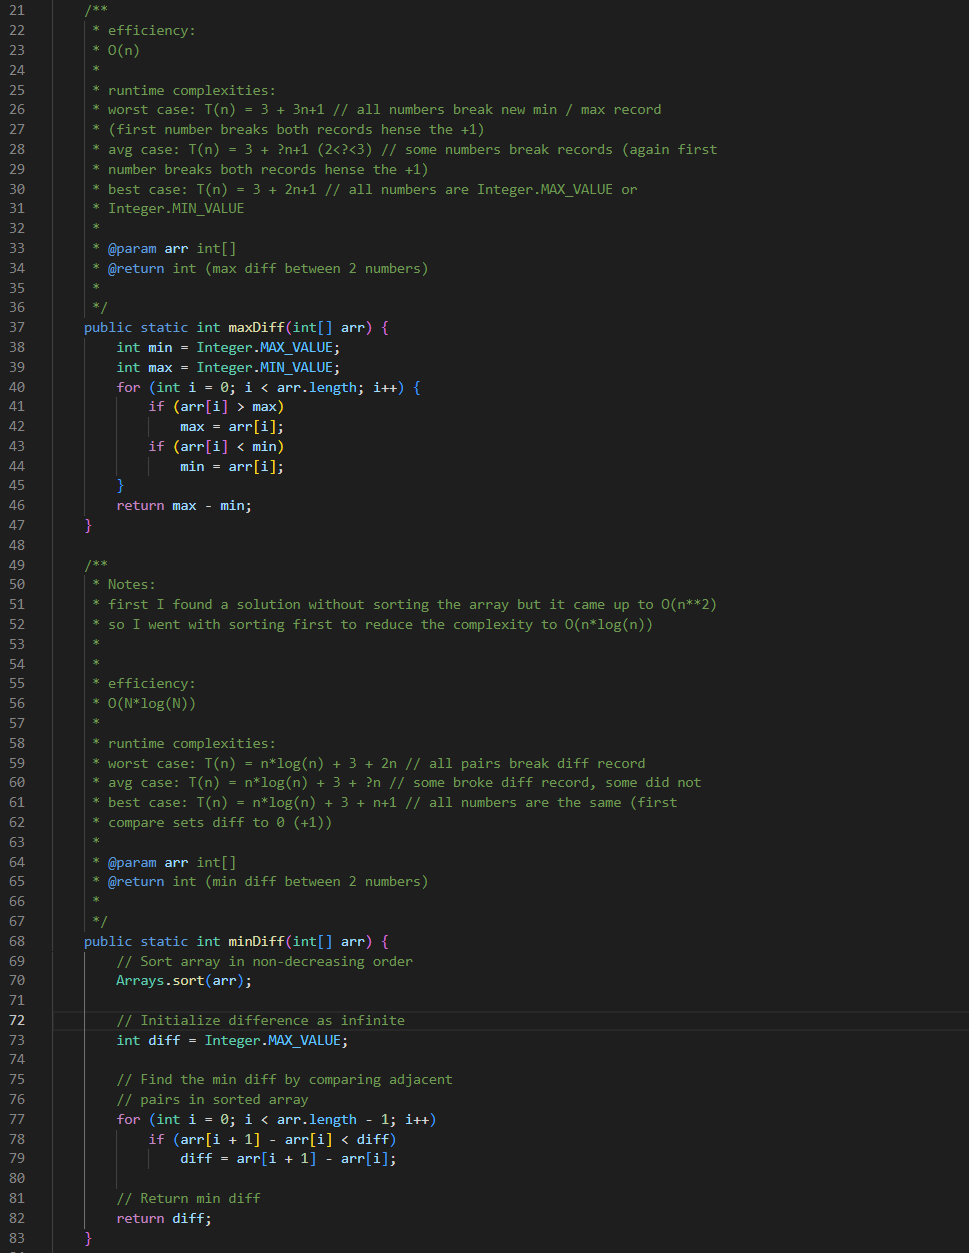 21 /**
22 * efficiency:
23 * O(n)
24 *
25 * runtime complexities:
26 * worst case: T(n) = 3 + 3n+1 // all numbers break new min / max record
27 * (first number breaks both records hense the +1)
28 * avg case: T(n) = 3 + ?n+1 (2<?<3) // some numbers break records (again first
29 * number breaks both records hense the +1)
30 * best case: T(n) = 3 + 2n+1 // all numbers are Integer.MAX_VALUE or
31 * Integer.MIN_VALUE
32 *
33 * @param arr int[]
34 * @return int (max diff between 2 numbers)
35 *
36 */
37 public static int maxDiff(int[] arr) {
38 int min = Integer.MAX_VALUE;
39 int max = Integer.MIN_VALUE;
40 for (int i = 0; i < arr.length; i++) {
41 if (arr[i] > max)
42 max = arr[i];
43 if (arr[i] < min)
44 min = arr[i];
45 }
46 return max - min;
47 }
48
49 /**
50 * Notes:
51 * first I found a solution without sorting the array but it came up to O(n**2)
52 * so I went with sorting first to reduce the complexity to O(n*log(n))
53 *
54 *
55 * efficiency:
56 * O(N*log(N))
57 *
58 * runtime complexities:
59 * worst case: T(n) = n*log(n) + 3 + 2n // all pairs break diff record
60 * avg case: T(n) = n*log(n) + 3 + ?n // some broke diff record, some did not
61 * best case: T(n) = n*log(n) + 3 + n+1 // all numbers are the same (first
62 * compare sets diff to 0 (+1))
63 *
64 * @param arr int[]
65 * @return int (min diff between 2 numbers)
66 *
67 */
68 public static int minDiff(int[] arr) {
69 // Sort array in non-decreasing order
70 Arrays.sort(arr);
71
72 // Initialize difference as infinite
73 int diff = Integer.MAX_VALUE;
74
75 // Find the min diff by comparing adjacent
76 // pairs in sorted array
77 for (int i = 0; i < arr.length - 1; i++)
78 if (arr[i + 1] - arr[i] < diff)
79 diff = arr[i + 1] - arr[i];
80
81 // Return min diff
82 return diff;
83 }